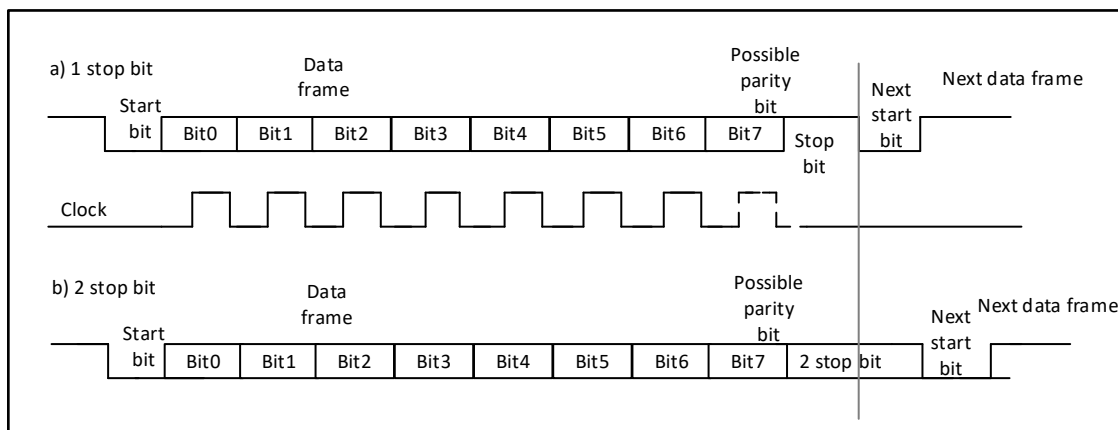 a) 1 stop bit
Data
frame
Possible
parity
bit
Next data frame
Start
bit
Bit0
Bit1
Bit2
Bit3
Bit4
Bit5
Bit6
Bit7
Stop
bit
Next
start
bit
Clock
b) 2 stop bit
Data
frame
Possible
parity
bit
Next data frame
Start
bit
Bit0
Bit1
Bit2
Bit3
Bit4
Bit5
Bit6
Bit7
2 stop bit
Next
start
bit